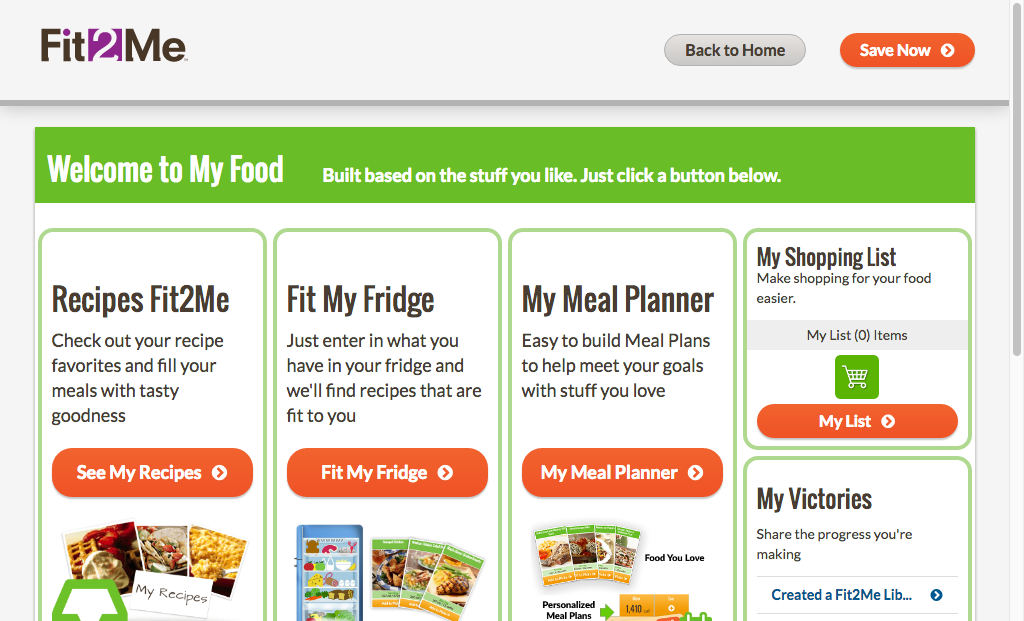 Fit2Me
Back to Home
Save Now
Welcome to My Food
Built based on the stuff you like. Just click a button below.
Recipes Fit2Me
Check out your recipe
favorites and fill your
meals with tasty
goodness
See My Recipes
My Recipes
Fit My Fridge
Just enter in what you
have in your fridge and
we'll find recipes that are
fit to you
Fit My Fridge
My Meal Planner
Easy to build Meal Plans
to help meet your goals
with stuff you love
My Meal Planner
Food You Love
Personalized
Meal Plans
1,410
My Shopping List
Make shopping for your food
easier.
My List (0) Items
My List
My Victories
Share the progress you're
making
Created a Fit2Me Lib...